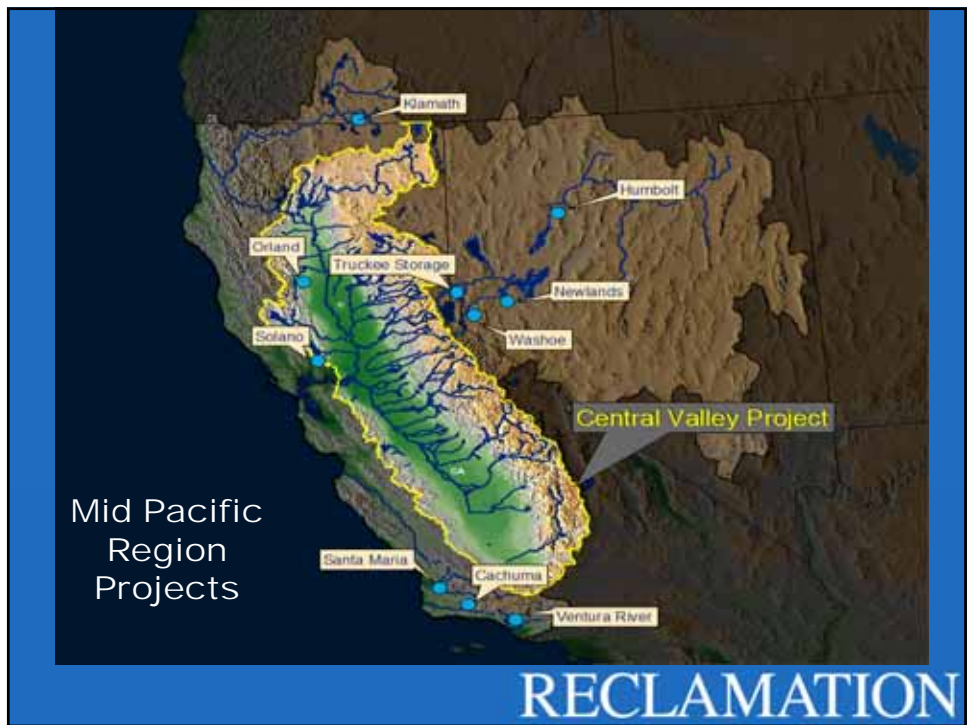 Klamath
Humbolt
Orland
Truckee Storage
Newlands
Solano
Washoe
Central Valley Project
CA
Mid Pacific
Region
Projects
Santa Maria
Cachuma
Ventura River
RECLAMATION